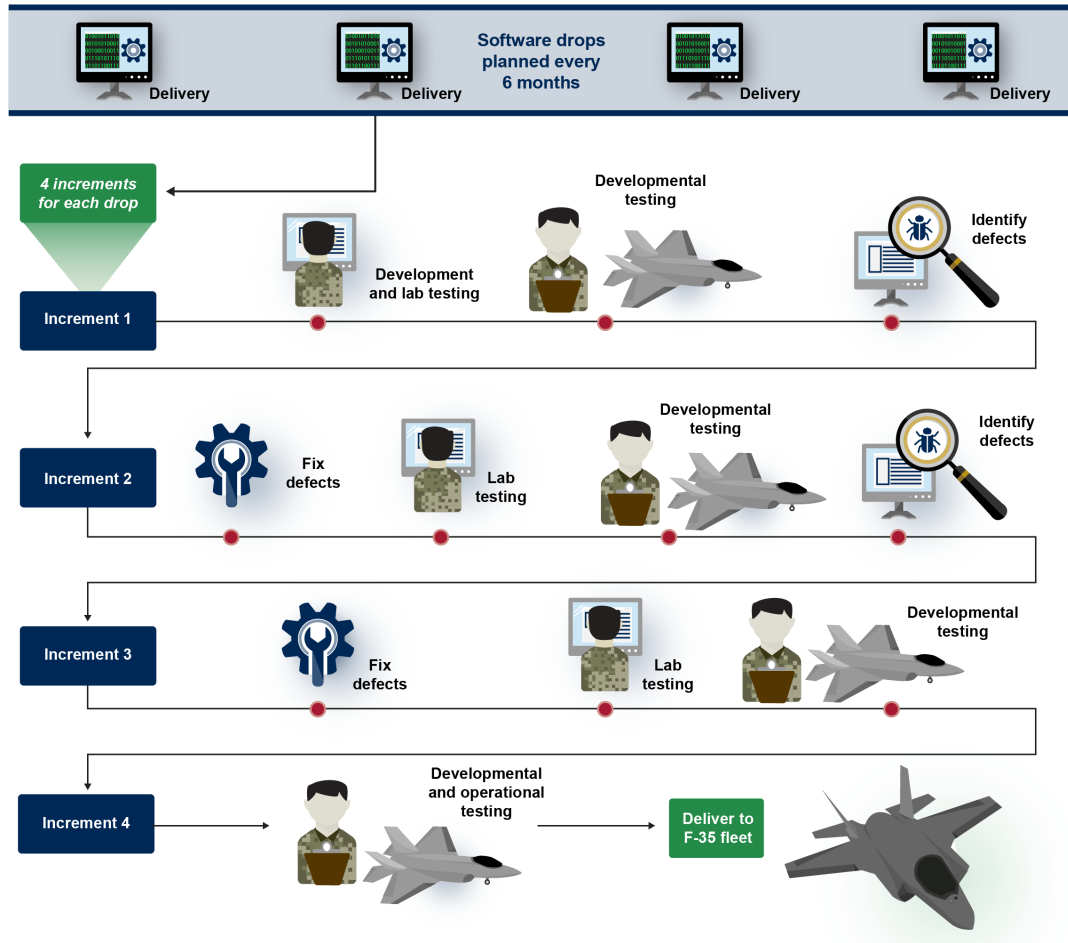 Software drops
planned every
6 months
Delivery
Delivery
Delivery
Delivery
4 increments
for each drop
Developmental
testing
Identify
defects
Development
and lab testing
Increment 1
Developmental
testing
Identify
defects
Fix
defects
Lab
testing
Increment 2
Developmental
testing
Fix
defects
Lab
testing
Increment 3
Developmental
and operational
testing
Increment 4
Deliver to
F-35 fleet